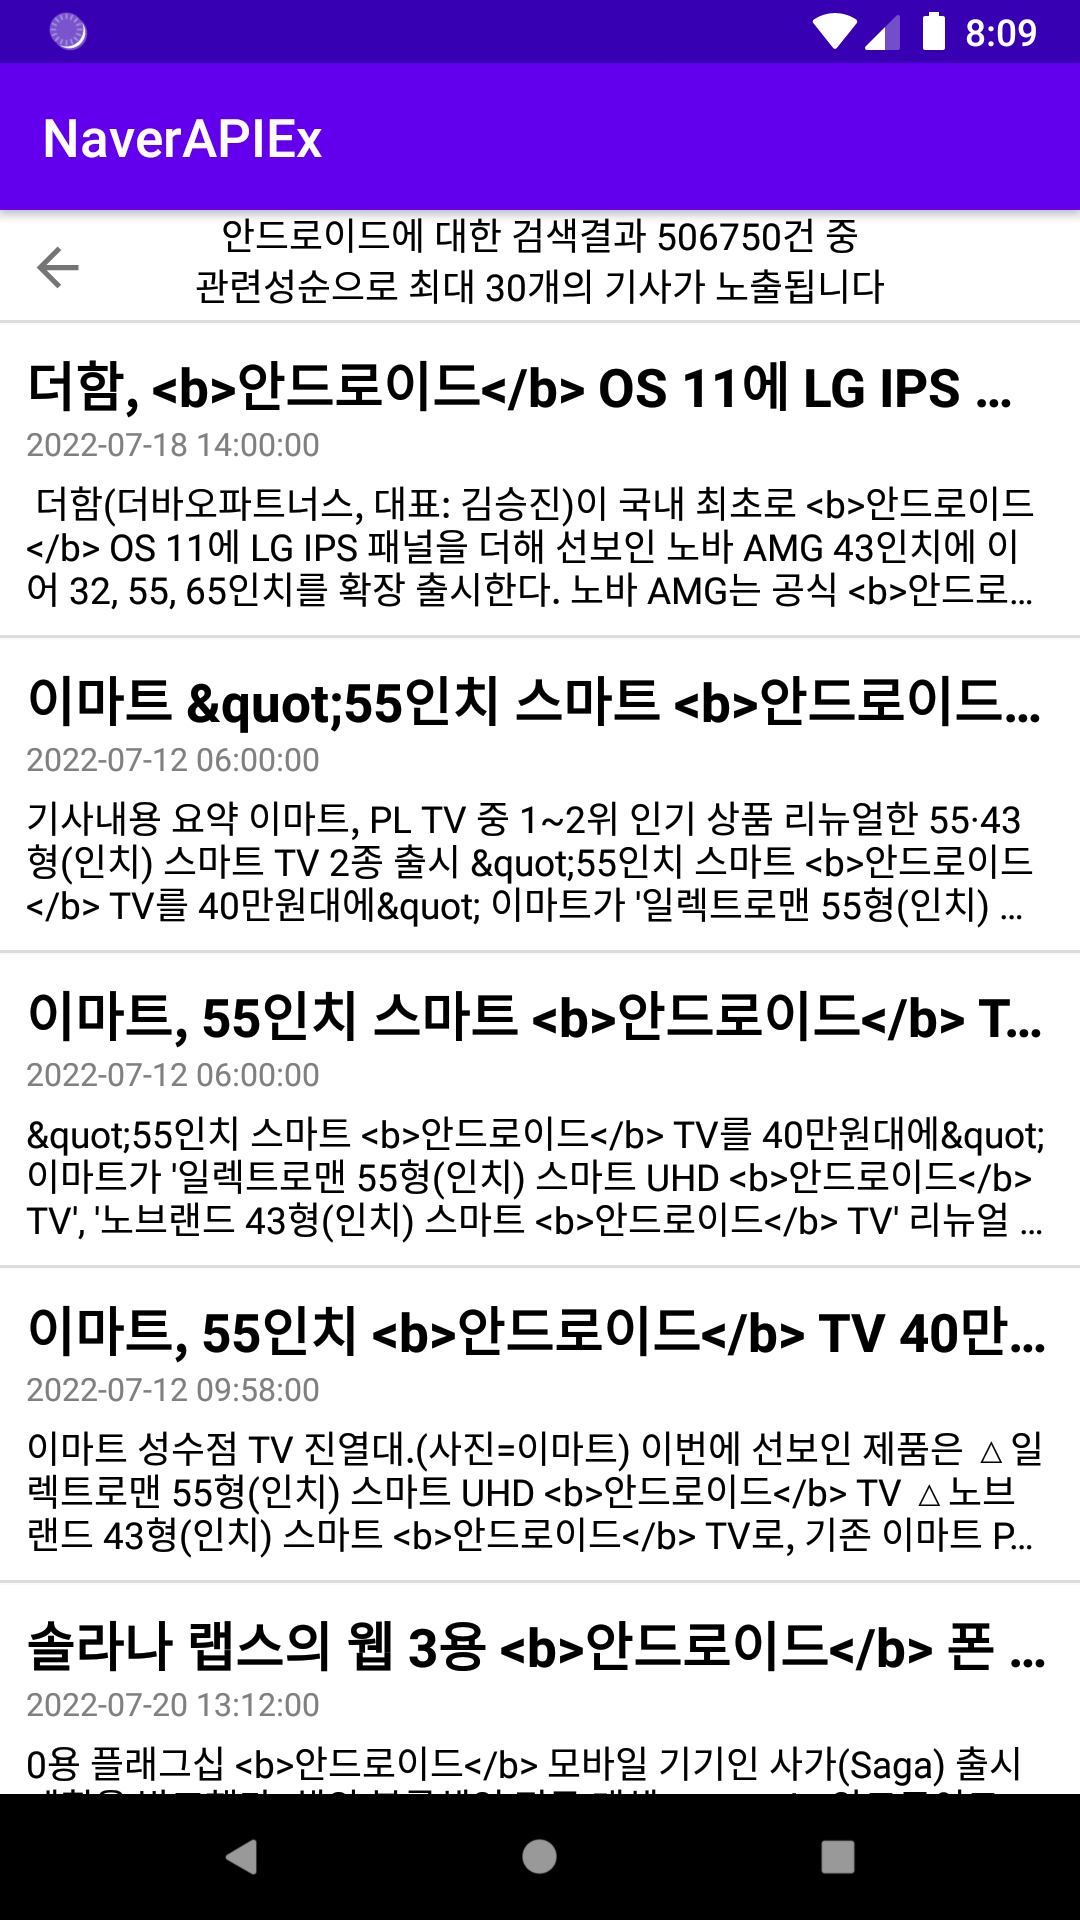 8:09
NaverAPIEx
안드로이드에 대한 검색결과 506750건 중
관련성순으로 최대 30개의 기사가 노출됩니다
더함, <b>안드로이드</b> OS 11에 LG IPS ...
2022-07-18 14:00:00
더함(더바오파트너스, 대표: 김승진)이 국내 최초로 <b>안드로이드
</b> OS 11에 LG IPS 패널을 더해 선보인 노바 AMG 43인치에 이
어 32, 55, 65인치를 확장 출시한다. 노바 AMG는 공식 <b>안드로...
이마트 &quot;55인치 스마트 <b>안드로이드...
2022-07-12 06:00:00
기사내용 요약 이마트, PL TV 중 1~2위 인기 상품 리뉴얼한 55·43
형(인치) 스마트 TV 2종 출시 &quot;55인치 스마트 <b>안드로이드
</b> TV를 40만원대에&quot; 이마트가 '일렉트로맨 55형(인치) ...
이마트, 55인치 스마트 <b>안드로이드</b> T...
2022-07-12 06:00:00
&quot;55인치 스마트 <b>안드로이드</b> TV를 40만원대에&quot;
이마트가 '일렉트로맨 55형(인치) 스마트 UHD <b>안드로이드</b>
TV', '노브랜드 43형(인치) 스마트 <b>안드로이드</b> TV' 리뉴얼 ...
이마트, 55인치 <b>안드로이드</b> TV 40만...
2022-07-12 09:58:00
이마트 성수점 TV 진열대.(사진=이마트) 이번에 선보인 제품은 △일
렉트로맨 55형(인치) 스마트 UHD <b>안드로이드</b> TV △노브
랜드 43형(인치) 스마트 <b>안드로이드</b> TV로, 기존 이마트 P...
솔라나 랩스의 웹 3용 <b>안드로이드</b> 폰 ...
2022-07-20 13:12:00
0용 플래그십 <b>안드로이드</b> 모바일 기기인 사가(Saga) 출시